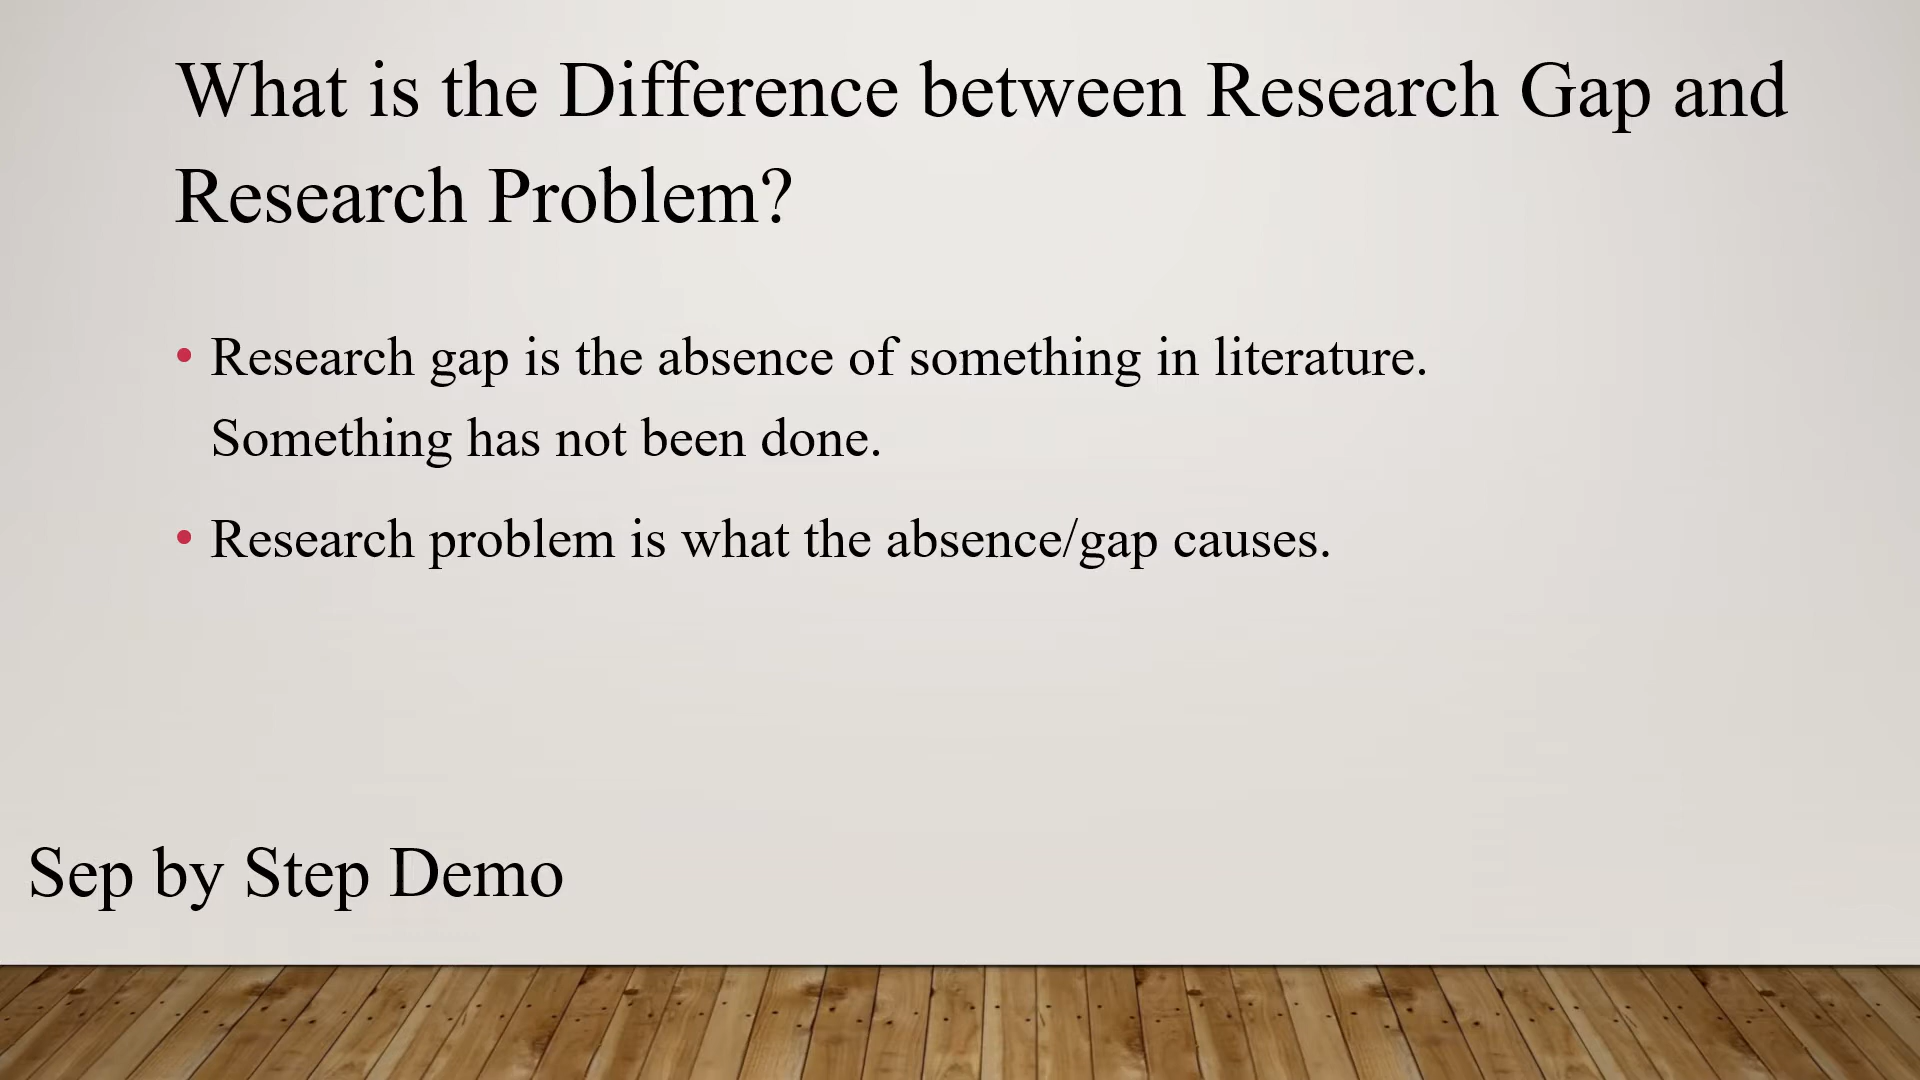 What is the Difference between Research Gap and
Research Problem?
• Research gap is the absence of something in literature.
Something has not been done.
• Research problem is what the absence/gap causes.
Sep by Step Demo